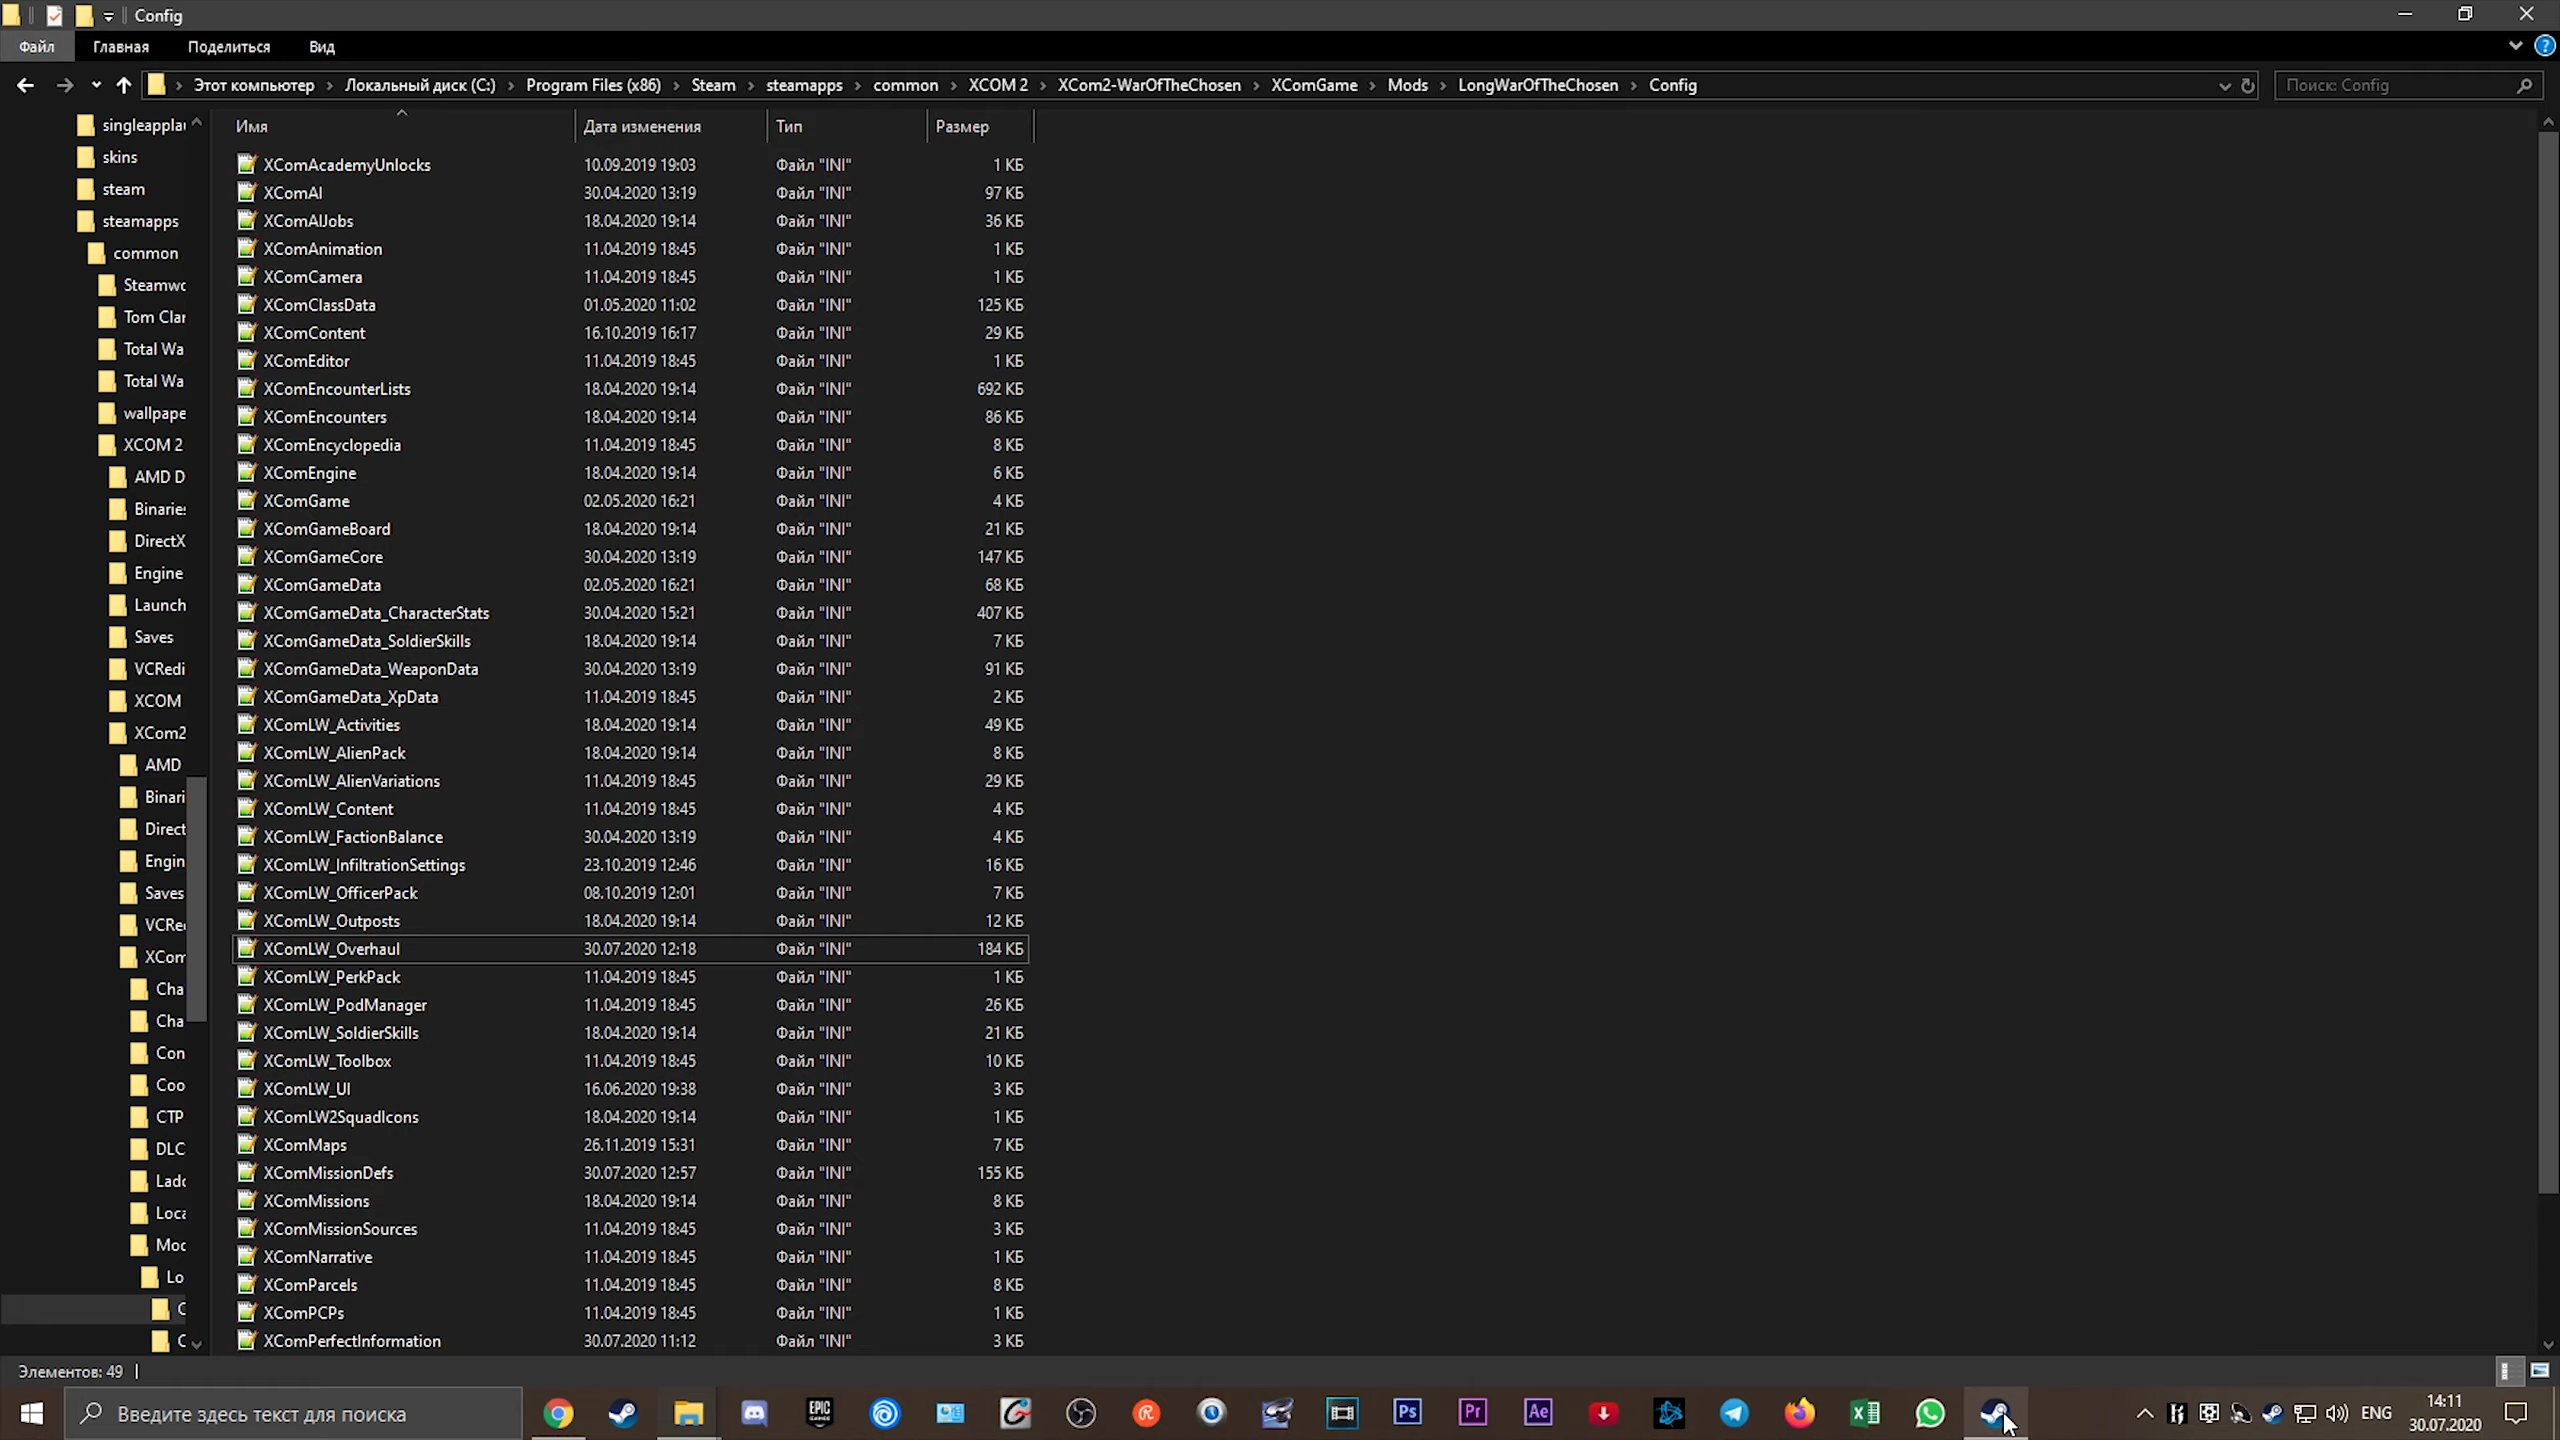 Config
Файл Главная Поделиться Вид
Этот компьютер Локальный диск (C:) Program Files (x86) Steam steamapps common XCOM 2 XCom2-WarOfTheChosen XComGame Mods LongWarOfTheChosen Config Поиск: Config
singleappla
skins
steam
steamapps
common
Steamwo
Tom Clar
Total Wa
Total Wa
wallpape
XCOM 2
AMD D
Binaries
DirectX
Engine
Launch
Saves
VCRedi
XCOM
XCom2
AMD
Binari
Direct
Engin
Saves
VCRe
XCom
Cha
Cha
Con
Coo
CTP
DLC
Ladd
Loca
Mod
Lo
C
C
Имя Дата изменения Тип Размер
XComAcademyUnlocks 10.09.2019 19:03 Файл "INI" 1 КБ
XComAI 30.04.2020 13:19 Файл "INI" 97 КБ
XComAIJobs 18.04.2020 19:14 Файл "INI" 36 КБ
XComAnimation 11.04.2019 18:45 Файл "INI" 1 КБ
XComCamera 11.04.2019 18:45 Файл "INI" 1 КБ
XComClassData 01.05.2020 11:02 Файл "INI" 125 КБ
XComContent 16.10.2019 16:17 Файл "INI" 29 КБ
XComEditor 11.04.2019 18:45 Файл "INI" 1 КБ
XComEncounterLists 18.04.2020 19:14 Файл "INI" 692 КБ
XComEncounters 18.04.2020 19:14 Файл "INI" 86 КБ
XComEncyclopedia 11.04.2019 18:45 Файл "INI" 8 КБ
XComEngine 18.04.2020 19:14 Файл "INI" 6 КБ
XComGame 02.05.2020 16:21 Файл "INI" 4 КБ
XComGameBoard 18.04.2020 19:14 Файл "INI" 21 КБ
XComGameCore 30.04.2020 13:19 Файл "INI" 147 КБ
XComGameData 02.05.2020 16:21 Файл "INI" 68 КБ
XComGameData_CharacterStats 30.04.2020 15:21 Файл "INI" 407 КБ
XComGameData_SoldierSkills 18.04.2020 19:14 Файл "INI" 7 КБ
XComGameData_WeaponData 30.04.2020 13:19 Файл "INI" 91 КБ
XComGameData_XpData 11.04.2019 18:45 Файл "INI" 2 КБ
XComLW_Activities 18.04.2020 19:14 Файл "INI" 49 КБ
XComLW_AlienPack 18.04.2020 19:14 Файл "INI" 8 КБ
XComLW_AlienVariations 11.04.2019 18:45 Файл "INI" 29 КБ
XComLW_Content 11.04.2019 18:45 Файл "INI" 4 КБ
XComLW_FactionBalance 30.04.2020 13:19 Файл "INI" 4 КБ
XComLW_InfiltrationSettings 23.10.2019 12:46 Файл "INI" 16 КБ
XComLW_OfficerPack 08.10.2019 12:01 Файл "INI" 7 КБ
XComLW_Outposts 18.04.2020 19:14 Файл "INI" 12 КБ
XComLW_Overhaul 30.07.2020 12:18 Файл "INI" 184 КБ
XComLW_PerkPack 11.04.2019 18:45 Файл "INI" 1 КБ
XComLW_PodManager 11.04.2019 18:45 Файл "INI" 26 КБ
XComLW_SoldierSkills 18.04.2020 19:14 Файл "INI" 21 КБ
XComLW_Toolbox 11.04.2019 18:45 Файл "INI" 10 КБ
XComLW_UI 16.06.2020 19:38 Файл "INI" 3 КБ
XComLW2SquadIcons 18.04.2020 19:14 Файл "INI" 1 КБ
XComMaps 26.11.2019 15:31 Файл "INI" 7 КБ
XComMissionDefs 30.07.2020 12:57 Файл "INI" 155 КБ
XComMissions 18.04.2020 19:14 Файл "INI" 8 КБ
XComMissionSources 11.04.2019 18:45 Файл "INI" 3 КБ
XComNarrative 11.04.2019 18:45 Файл "INI" 1 КБ
XComParcels 11.04.2019 18:45 Файл "INI" 8 КБ
XComPCPs 11.04.2019 18:45 Файл "INI" 1 КБ
XComPerfectInformation 30.07.2020 11:12 Файл "INI" 3 КБ
Элементов: 49
Введите здесь текст для поиска EPIC GAMES Ps Pr Ae ENG 14:11
30.07.2020